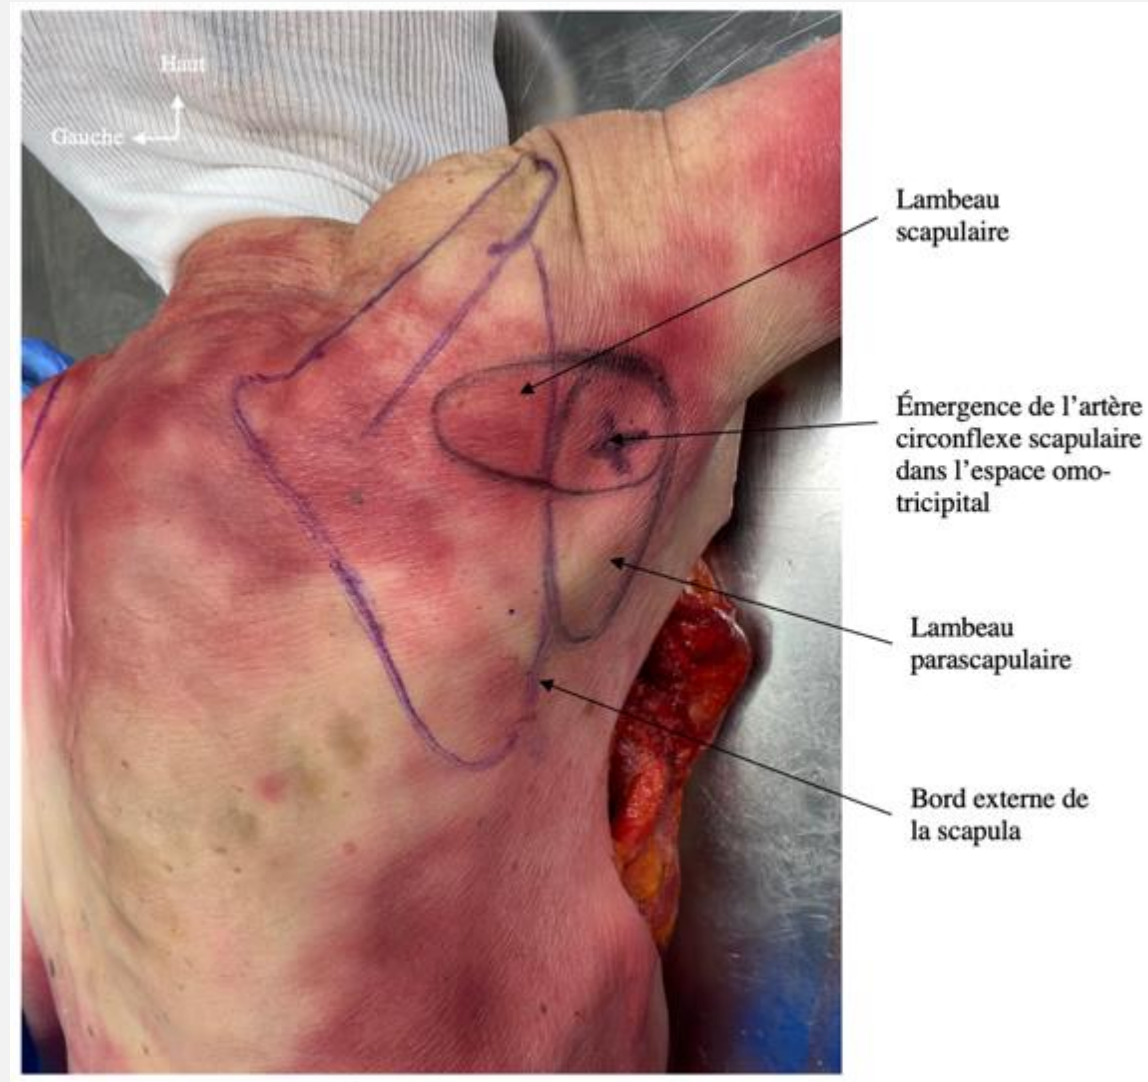 Haut
Gauche
Lambeau
scapulaire
Émergence de l’artère
circonflexe scapulaire
dans l’espace omo-
tricipital
Lambeau
parascapulaire
Bord externe de
la scapula